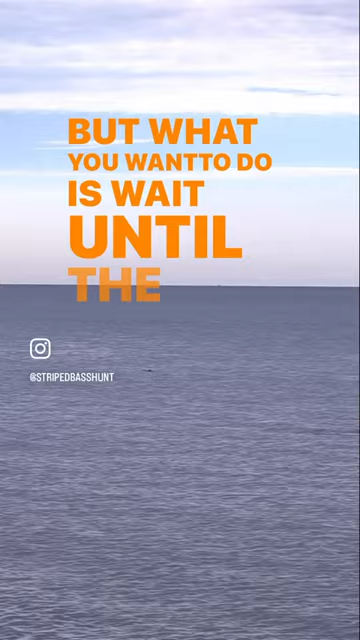 BUT WHAT
YOU WANTTO DO
IS WAIT
UNTIL
THE
@STRIPEDBASSHUNT